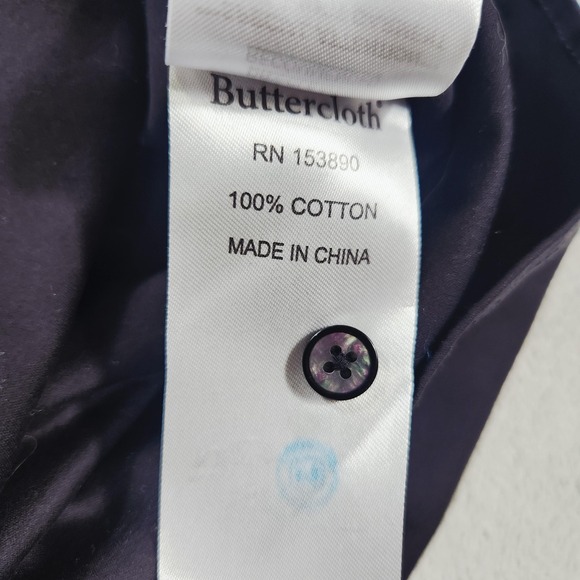 Buttercloth®
RN 153890
100% COTTON
MADE IN CHINA